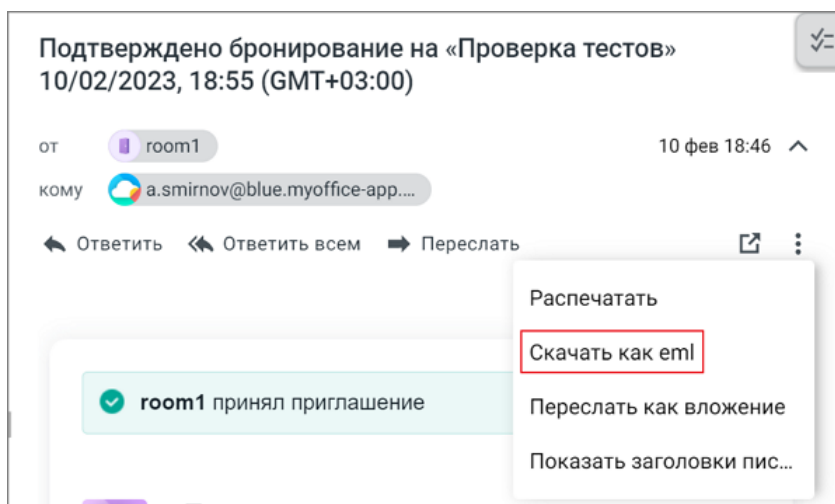 Подтверждено бронирование на «Проверка тестов»
10/02/2023, 18:55 (GMT+03:00)
от room1 10 фев 18:46
кому a.smirnov@blue.myoffice-app....
Ответить Ответить всем Переслать
Распечатать
Скачать как eml
room1 принял приглашение
Переслать как вложение
Показать заголовки пис...